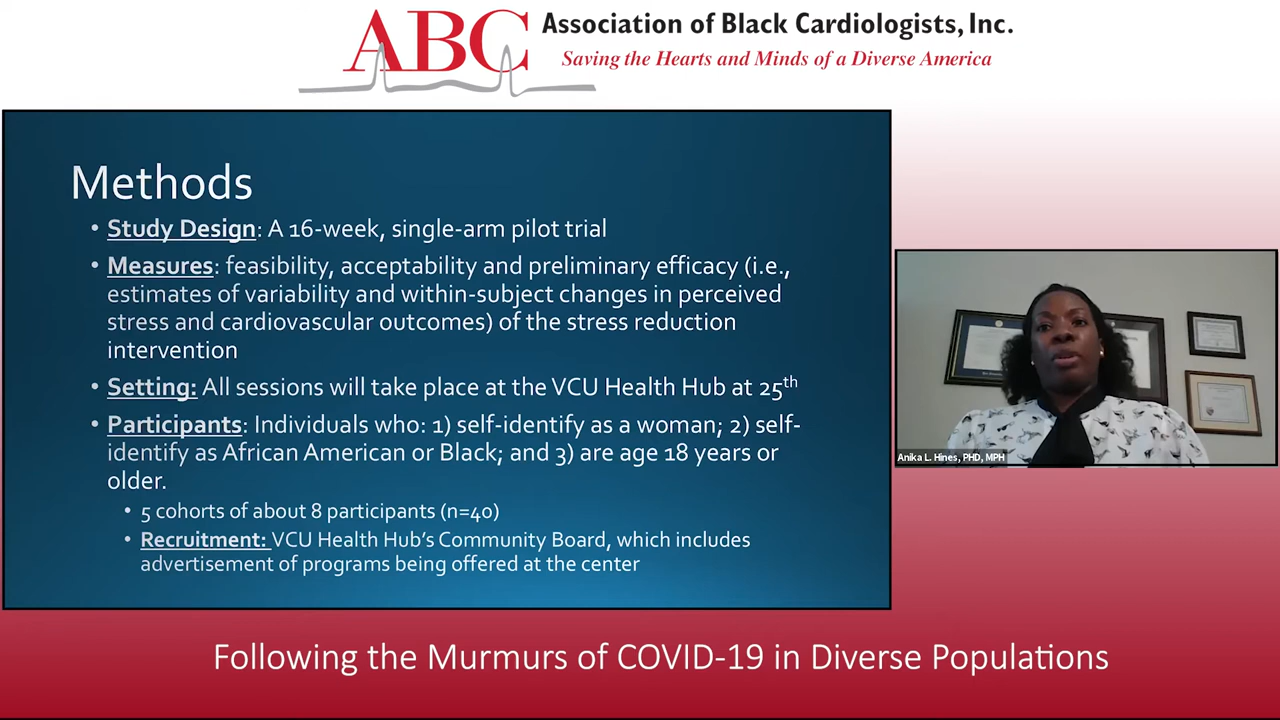 ABC
Association of Black Cardiologists, Inc.
Saving the Hearts and Minds of a Diverse America
Methods
• Study Design: A 16-week, single-arm pilot trial
• Measures: feasibility, acceptability and preliminary efficacy (i.e.,
estimates of variability and within-subject changes in perceived
stress and cardiovascular outcomes) of the stress reduction
intervention
• Setting: All sessions will take place at the VCU Health Hub at 25th
• Participants: Individuals who: 1) self-identify as a woman; 2) self-
identify as African American or Black; and 3) are age 18 years or
older.
• 5 cohorts of about 8 participants (n=40)
• Recruitment: VCU Health Hub's Community Board, which includes
advertisement of programs being offered at the center
Anika L. Hines, PHD, MPH
Following the Murmurs of COVID-19 in Diverse Populations